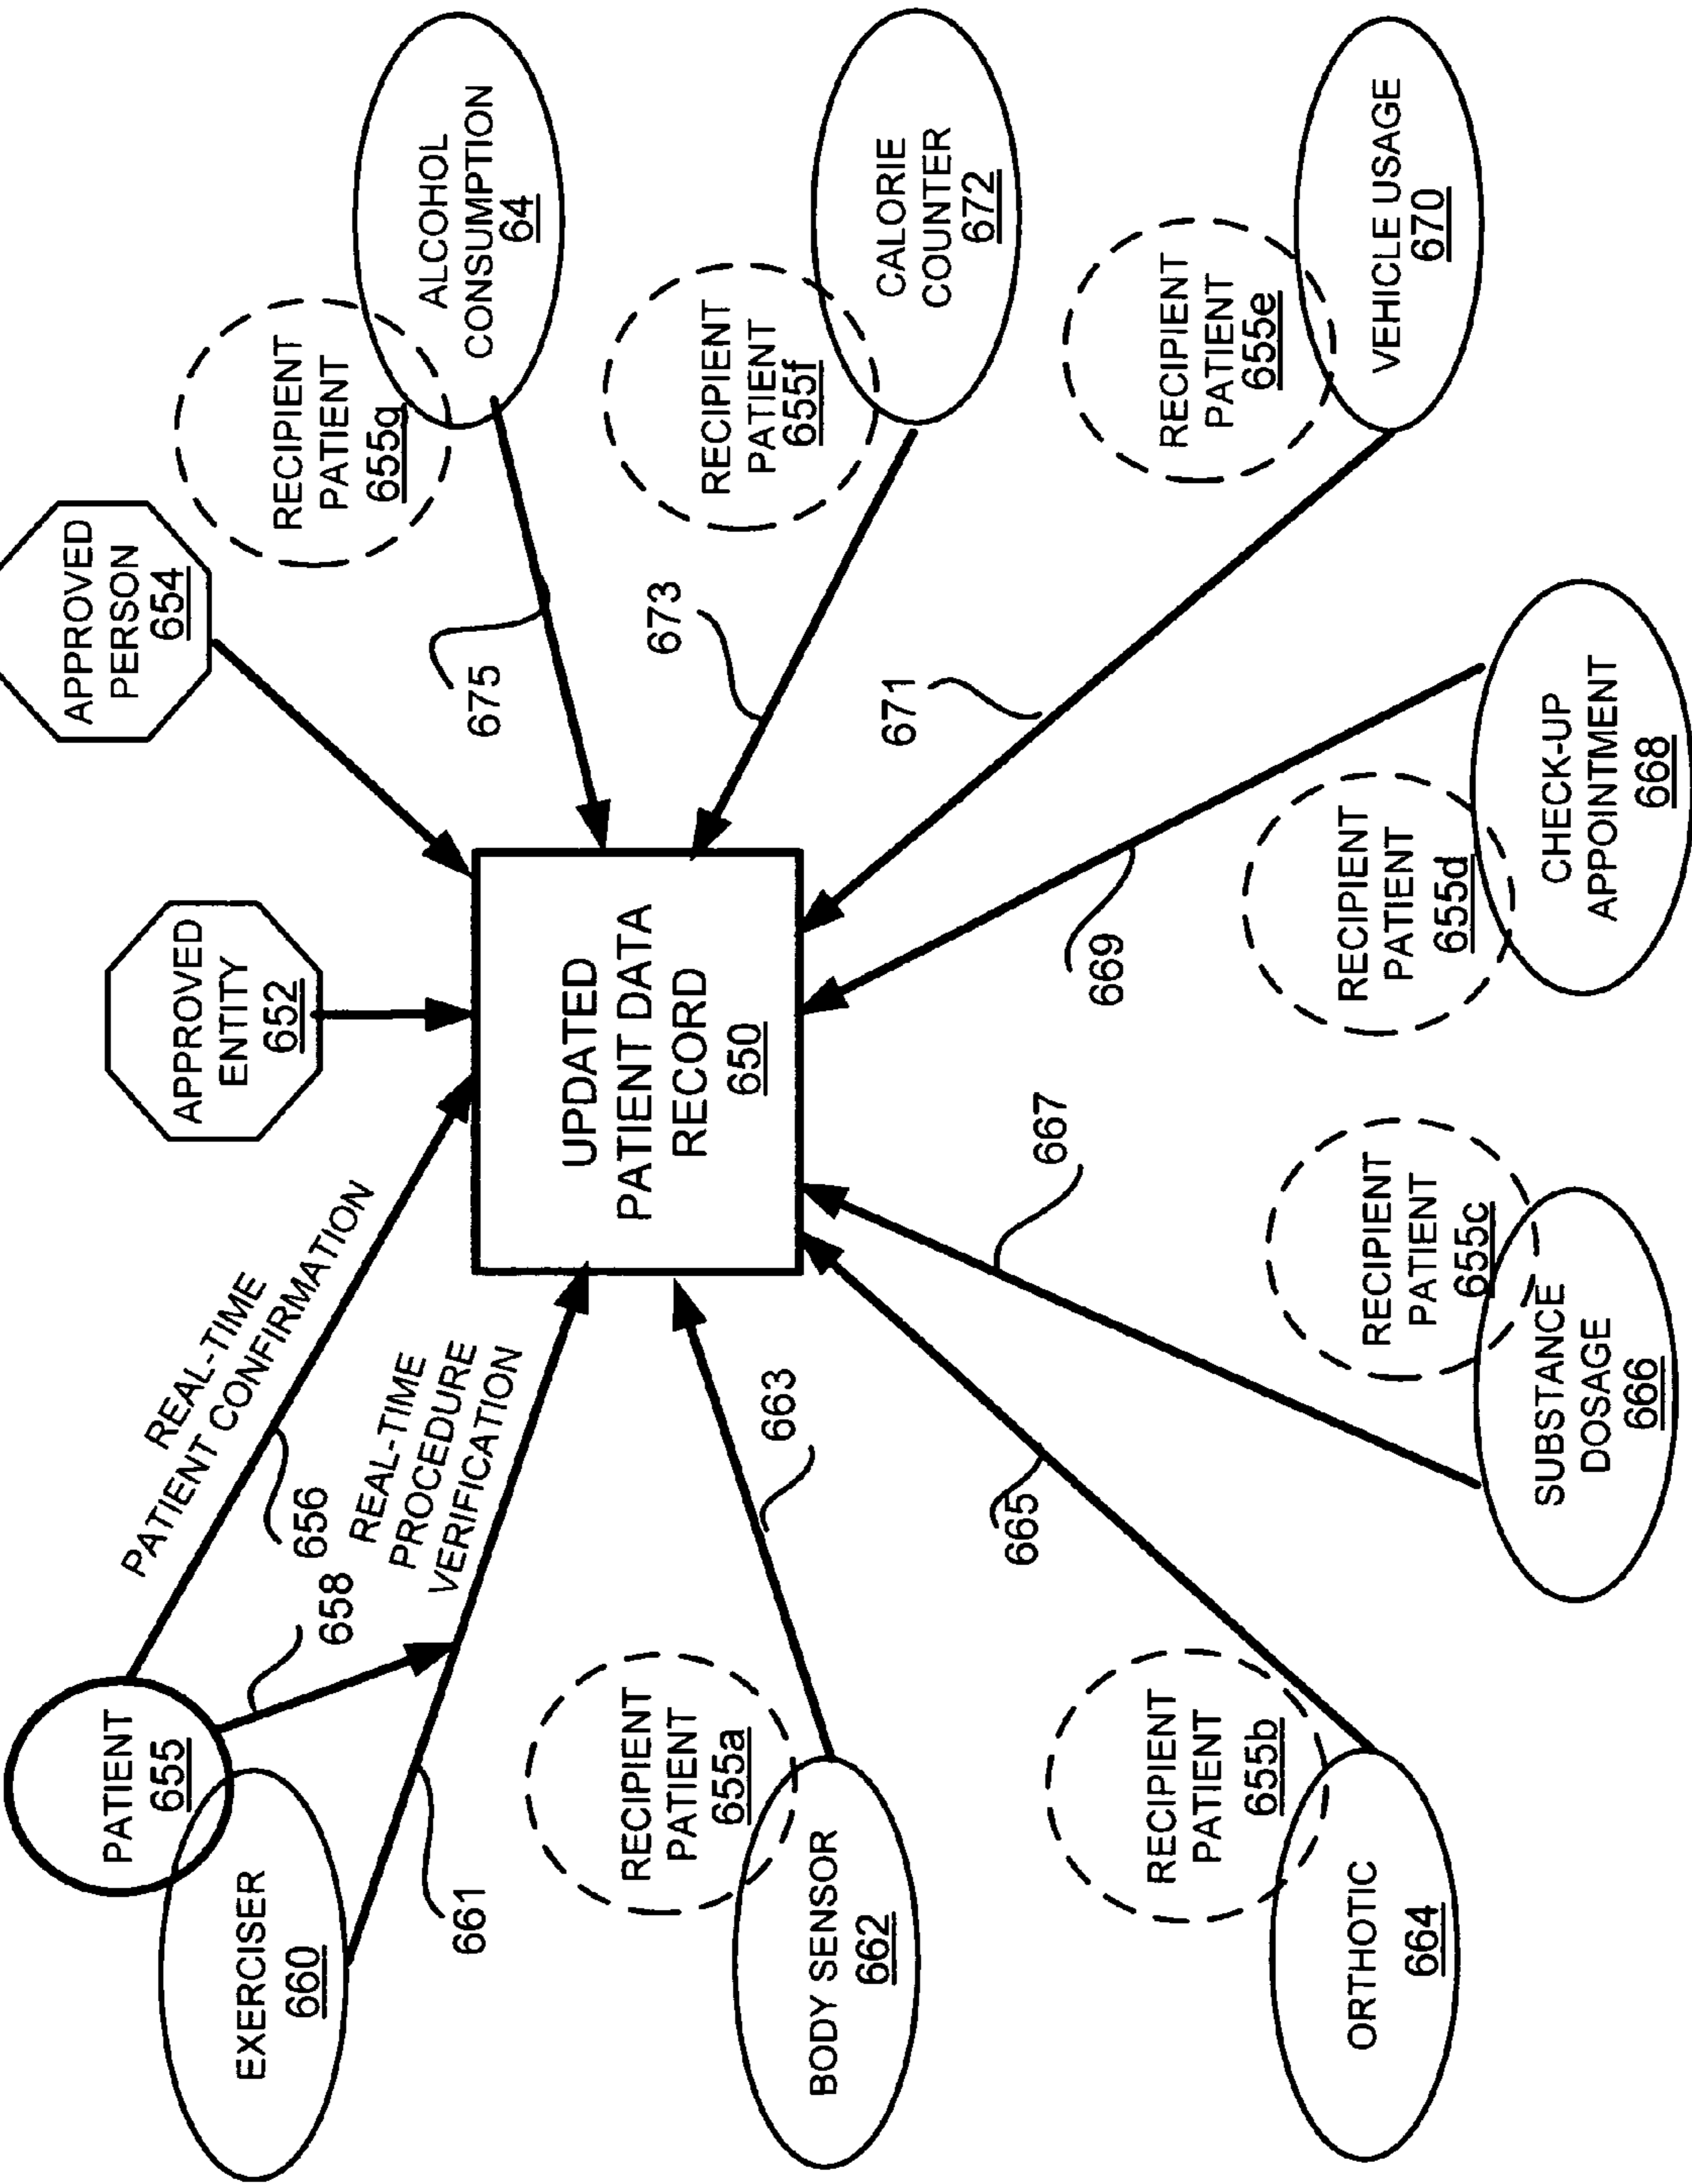 PATIENT
655
REAL-TIME
PATIENT CONFIRMATION
656
658
EXERCISER
660
661
REAL-TIME
PROCEDURE
VERIFICATION
APPROVED
ENTITY
652
APPROVED
PERSON
654
RECIPIENT
PATIENT
655g
ALCOHOL
CONSUMPTION
64
675
UPDATED
PATIENT DATA
RECORD
650
RECIPIENT
PATIENT
655a
BODY SENSOR
662
663
RECIPIENT
PATIENT
655f
CALORIE
COUNTER
672
673
RECIPIENT
PATIENT
655b
ORTHOTIC
664
665
667
RECIPIENT
PATIENT
655c
SUBSTANCE
DOSAGE
666
669
RECIPIENT
PATIENT
655d
CHECK-UP
APPOINTMENT
668
671
RECIPIENT
PATIENT
655e
VEHICLE USAGE
670